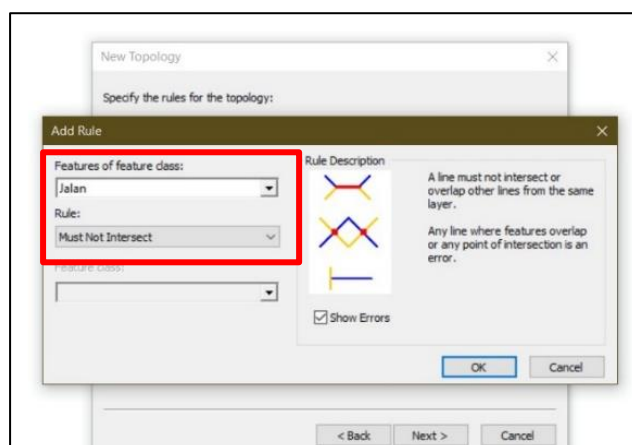 New Topology
Specify the rules for the topology:
Add Rule
Features of feature class:
Jalan
Rule:
Must Not Intersect
Feature class:
Rule Description
A line must not intersect or
overlap other lines from the same
layer.
Any line where features overlap
or any point of intersection is an
error.
Show Errors
OK
Cancel
< Back
Next >
Cancel